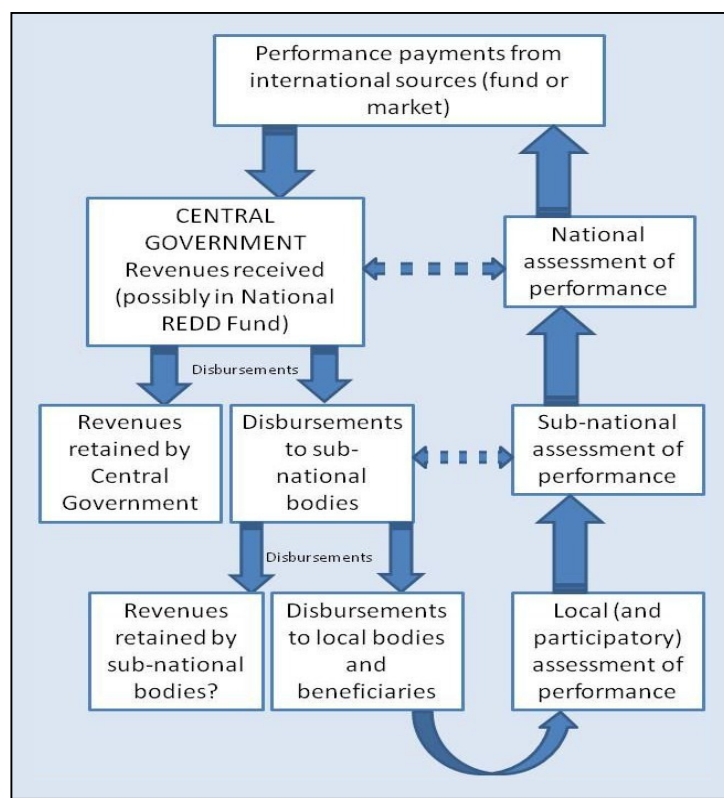 Performance payments from
international sources (fund or
market)
CENTRAL
GOVERNMENT
Revenues received
(possibly in National
REDD Fund)
National
assessment of
performance
Disbursements
Revenues
retained by
Central
Government
Disbursements
to sub-
national
bodies
Sub-national
assessment of
performance
Disbursements
Revenues
retained by
sub-national
bodies?
Disbursements
to local bodies
and
beneficiaries
Local (and
participatory)
assessment of
performance